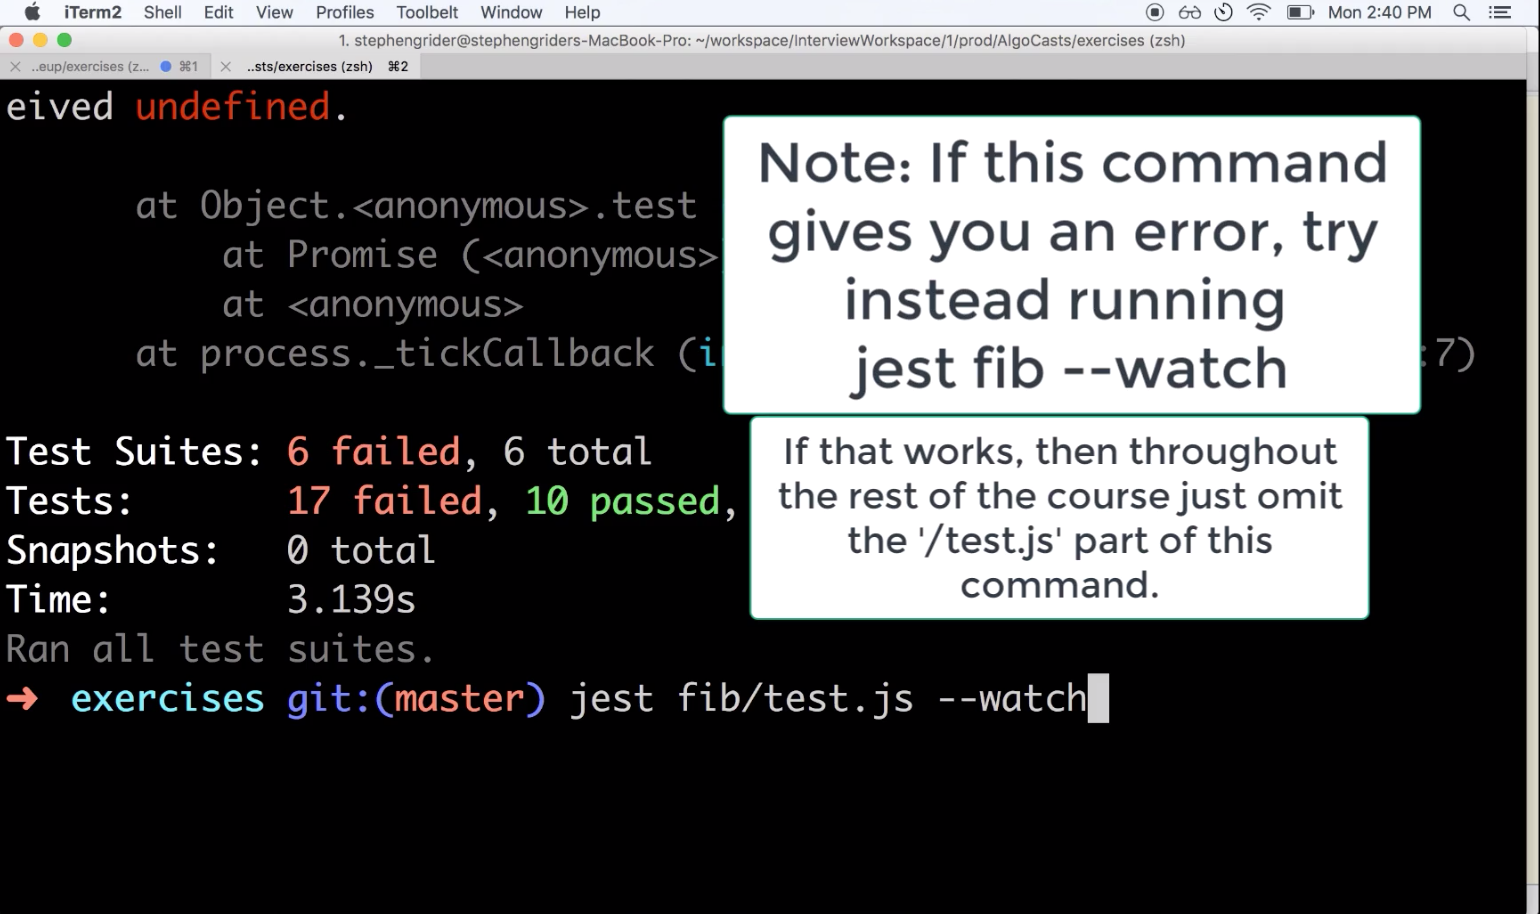 iTerm2 Shell Edit View Profiles Toolbelt Window Help Mon 2:40 PM
1. stephengrider@stephengriders-MacBook-Pro: ~/workspace/InterviewWorkspace/1/prod/AlgoCasts/exercises (zsh)
..eup/exercises (z... ⌘1 ..sts/exercises (zsh) ⌘2
eived undefined.
at Object.<anonymous>.test
at Promise (<anonymous>
at <anonymous>
at process._tickCallback (i :7)
Note: If this command
gives you an error, try
instead running
jest fib --watch
If that works, then throughout
the rest of the course just omit
the '/test.js' part of this
command.
Test Suites: 6 failed, 6 total
Tests: 17 failed, 10 passed,
Snapshots: 0 total
Time: 3.139s
Ran all test suites.
➜ exercises git:(master) jest fib/test.js --watch